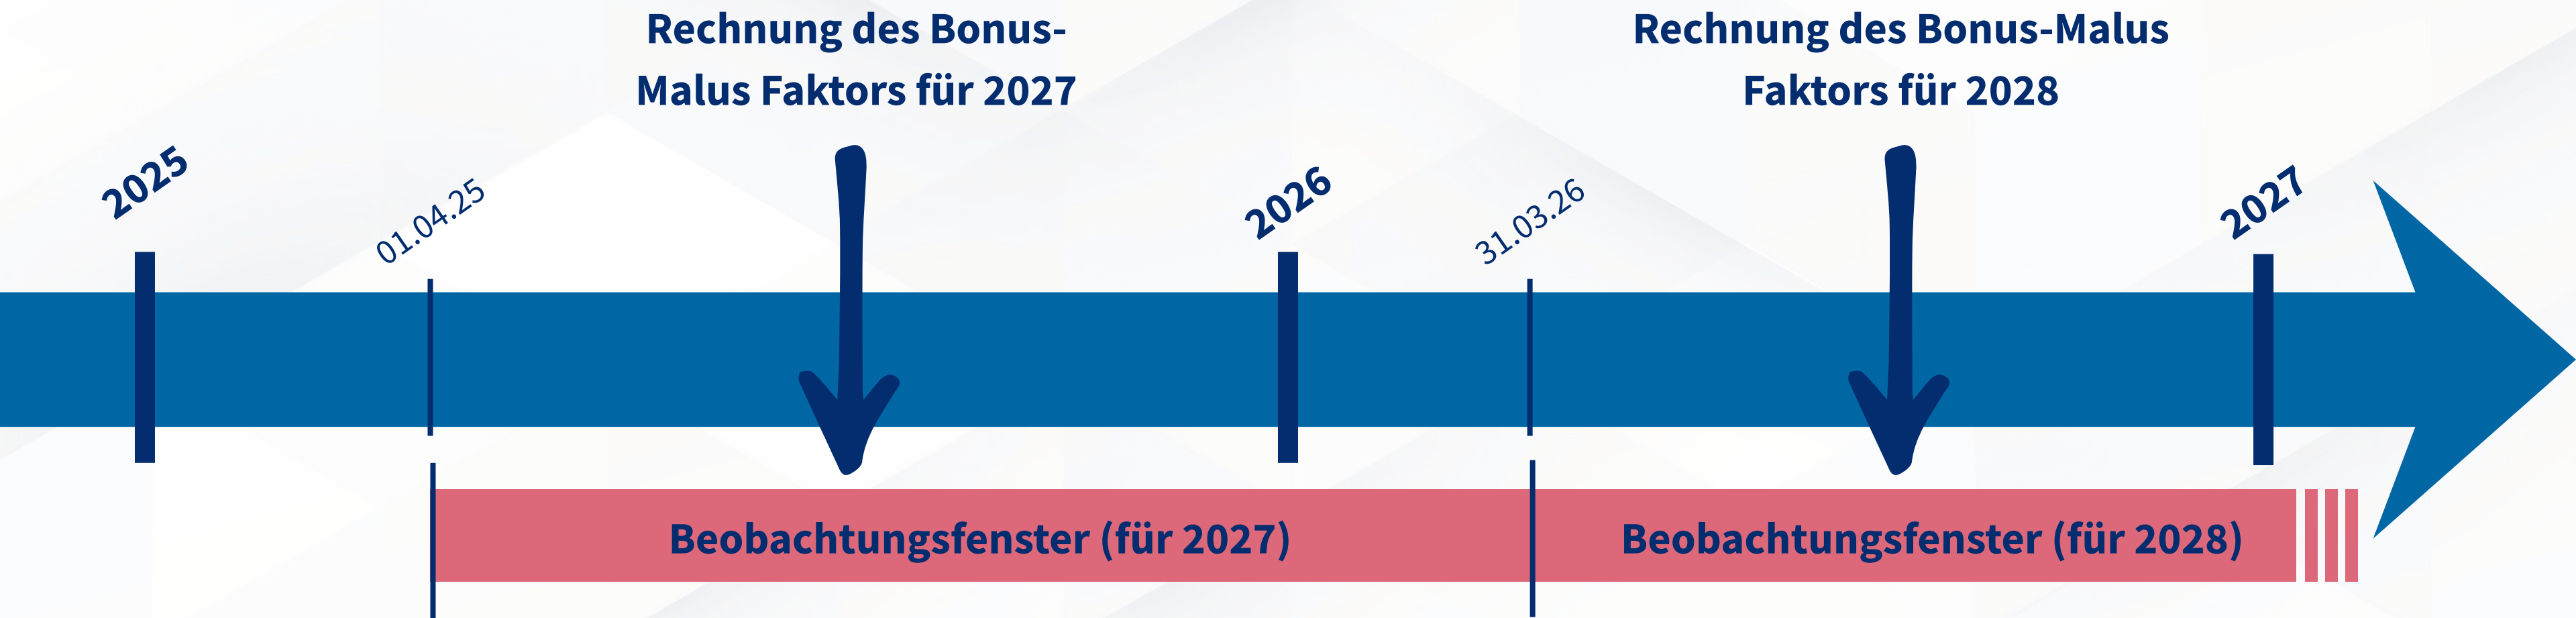 Rechnung des Bonus-
Malus Faktors für 2027
Rechnung des Bonus-Malus
Faktors für 2028
2025
01.04.25
2026
31.03.26
2027
Beobachtungsfenster (für 2027)
Beobachtungsfenster (für 2028)